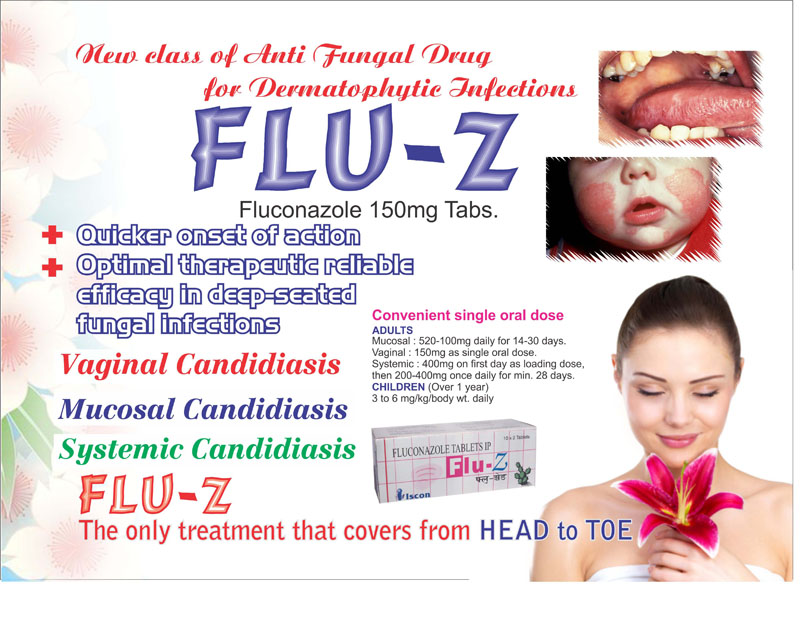 New class of Anti Fungal Drug
for Dermatophytic Infections
FLU-Z
Fluconazole 150mg Tabs.
Quicker onset of action
Optimal therapeutic reliable
efficacy in deep-seated
fungal infections
Convenient single oral dose
ADULTS
Mucosal : 520-100mg daily for 14-30 days.
Vaginal : 150mg as single oral dose.
Systemic : 400mg on first day as loading dose,
then 200-400mg once daily for min. 28 days.
CHILDREN (Over 1 year)
3 to 6 mg/kg/body wt. daily
Vaginal Candidiasis
Mucosal Candidiasis
Systemic Candidiasis
10 x 2 Tablets
FLUCONAZOLE TABLETS IP
Flu-Z
फ्लू-झेड
Iscon
FLU-Z
The only treatment that covers from HEAD to TOE